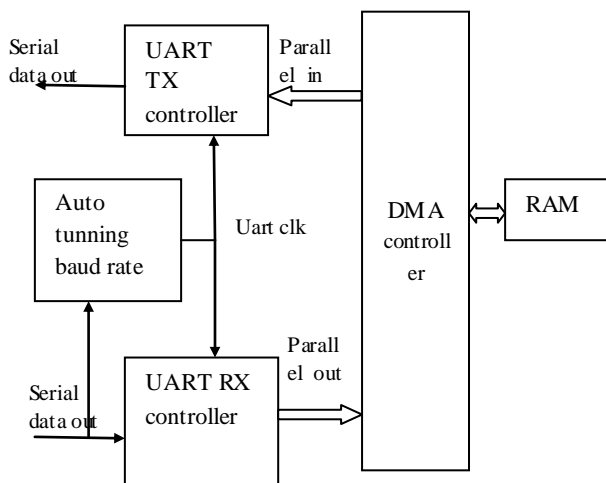 Serial
data out
UART
TX
controller
Parall
el in
Auto
tunning
baud rate
Uart clk
DMA
controll
er
RAM
Serial
data out
UART RX
controller
Parall
el out